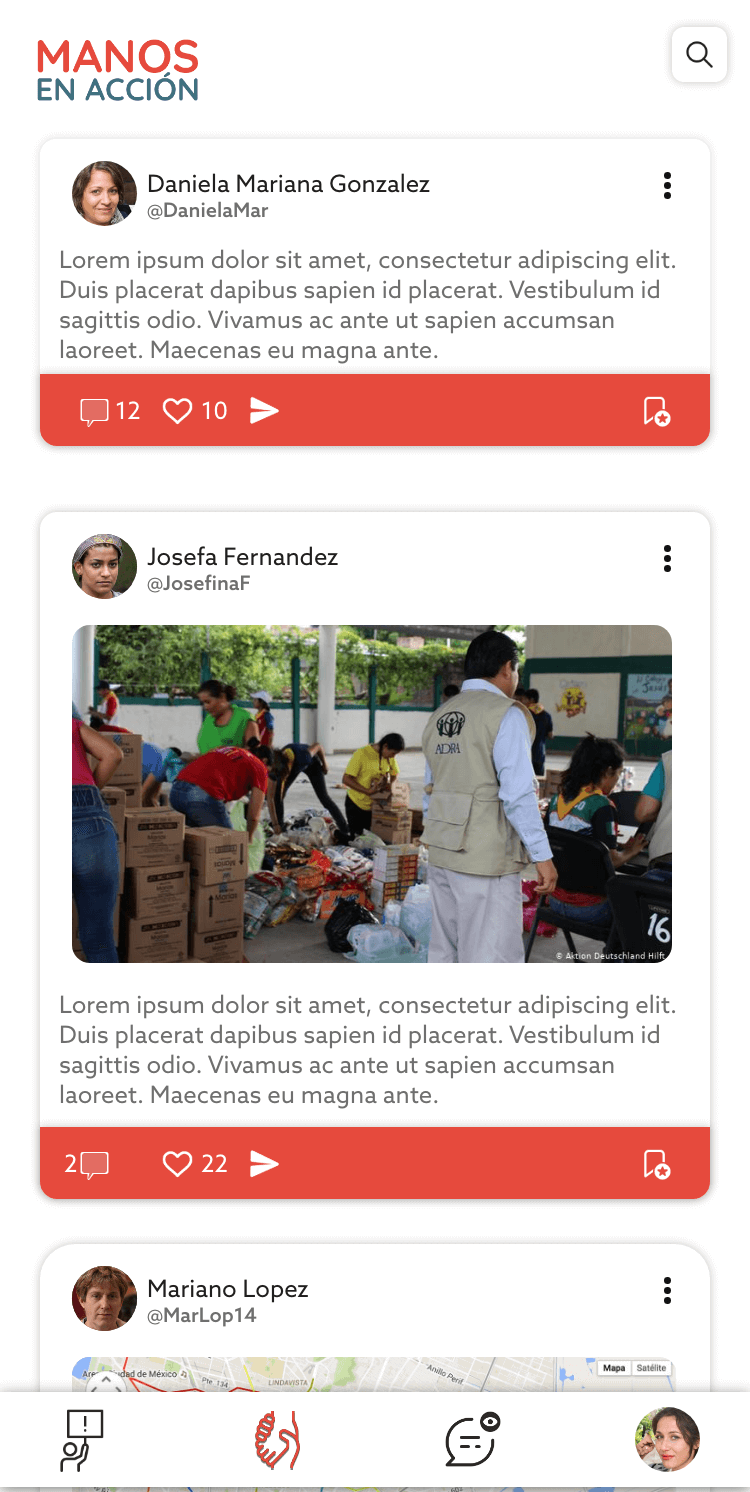 MANOS
EN ACCIÓN
Daniela Mariana Gonzalez
@DanielaMar
Lorem ipsum dolor sit amet, consectetur adipiscing elit.
Duis placerat dapibus sapien id placerat. Vestibulum id
sagittis odio. Vivamus ac ante ut sapien accumsan
laoreet. Maecenas eu magna ante.
12 10
Josefa Fernandez
@JosefinaF
ADRA
16
© Aktion Deutschland Hilft
Lorem ipsum dolor sit amet, consectetur adipiscing elit.
Duis placerat dapibus sapien id placerat. Vestibulum id
sagittis odio. Vivamus ac ante ut sapien accumsan
laoreet. Maecenas eu magna ante.
2 22
Mariano Lopez
@MarLop14
Ciudad de México
Pte. 134
LINDAVISTA
Anillo Perif
Mapa Satélite
!